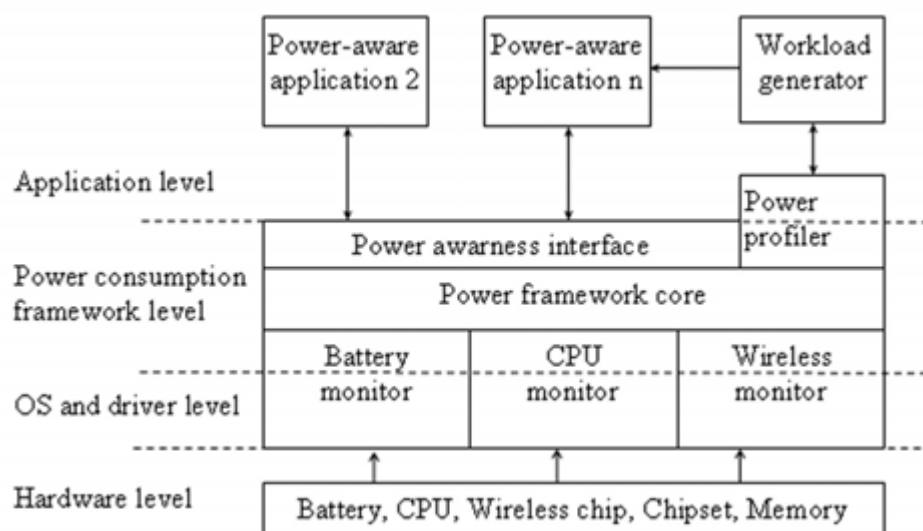 Power-aware
application 2
Power-aware
application n
Workload
generator
Application level
Power
profiler
Power awarness interface
Power consumption
framework level
Power framework core
Battery
monitor
CPU
monitor
Wireless
monitor
OS and driver level
Hardware level
Battery, CPU, Wireless chip, Chipset, Memory